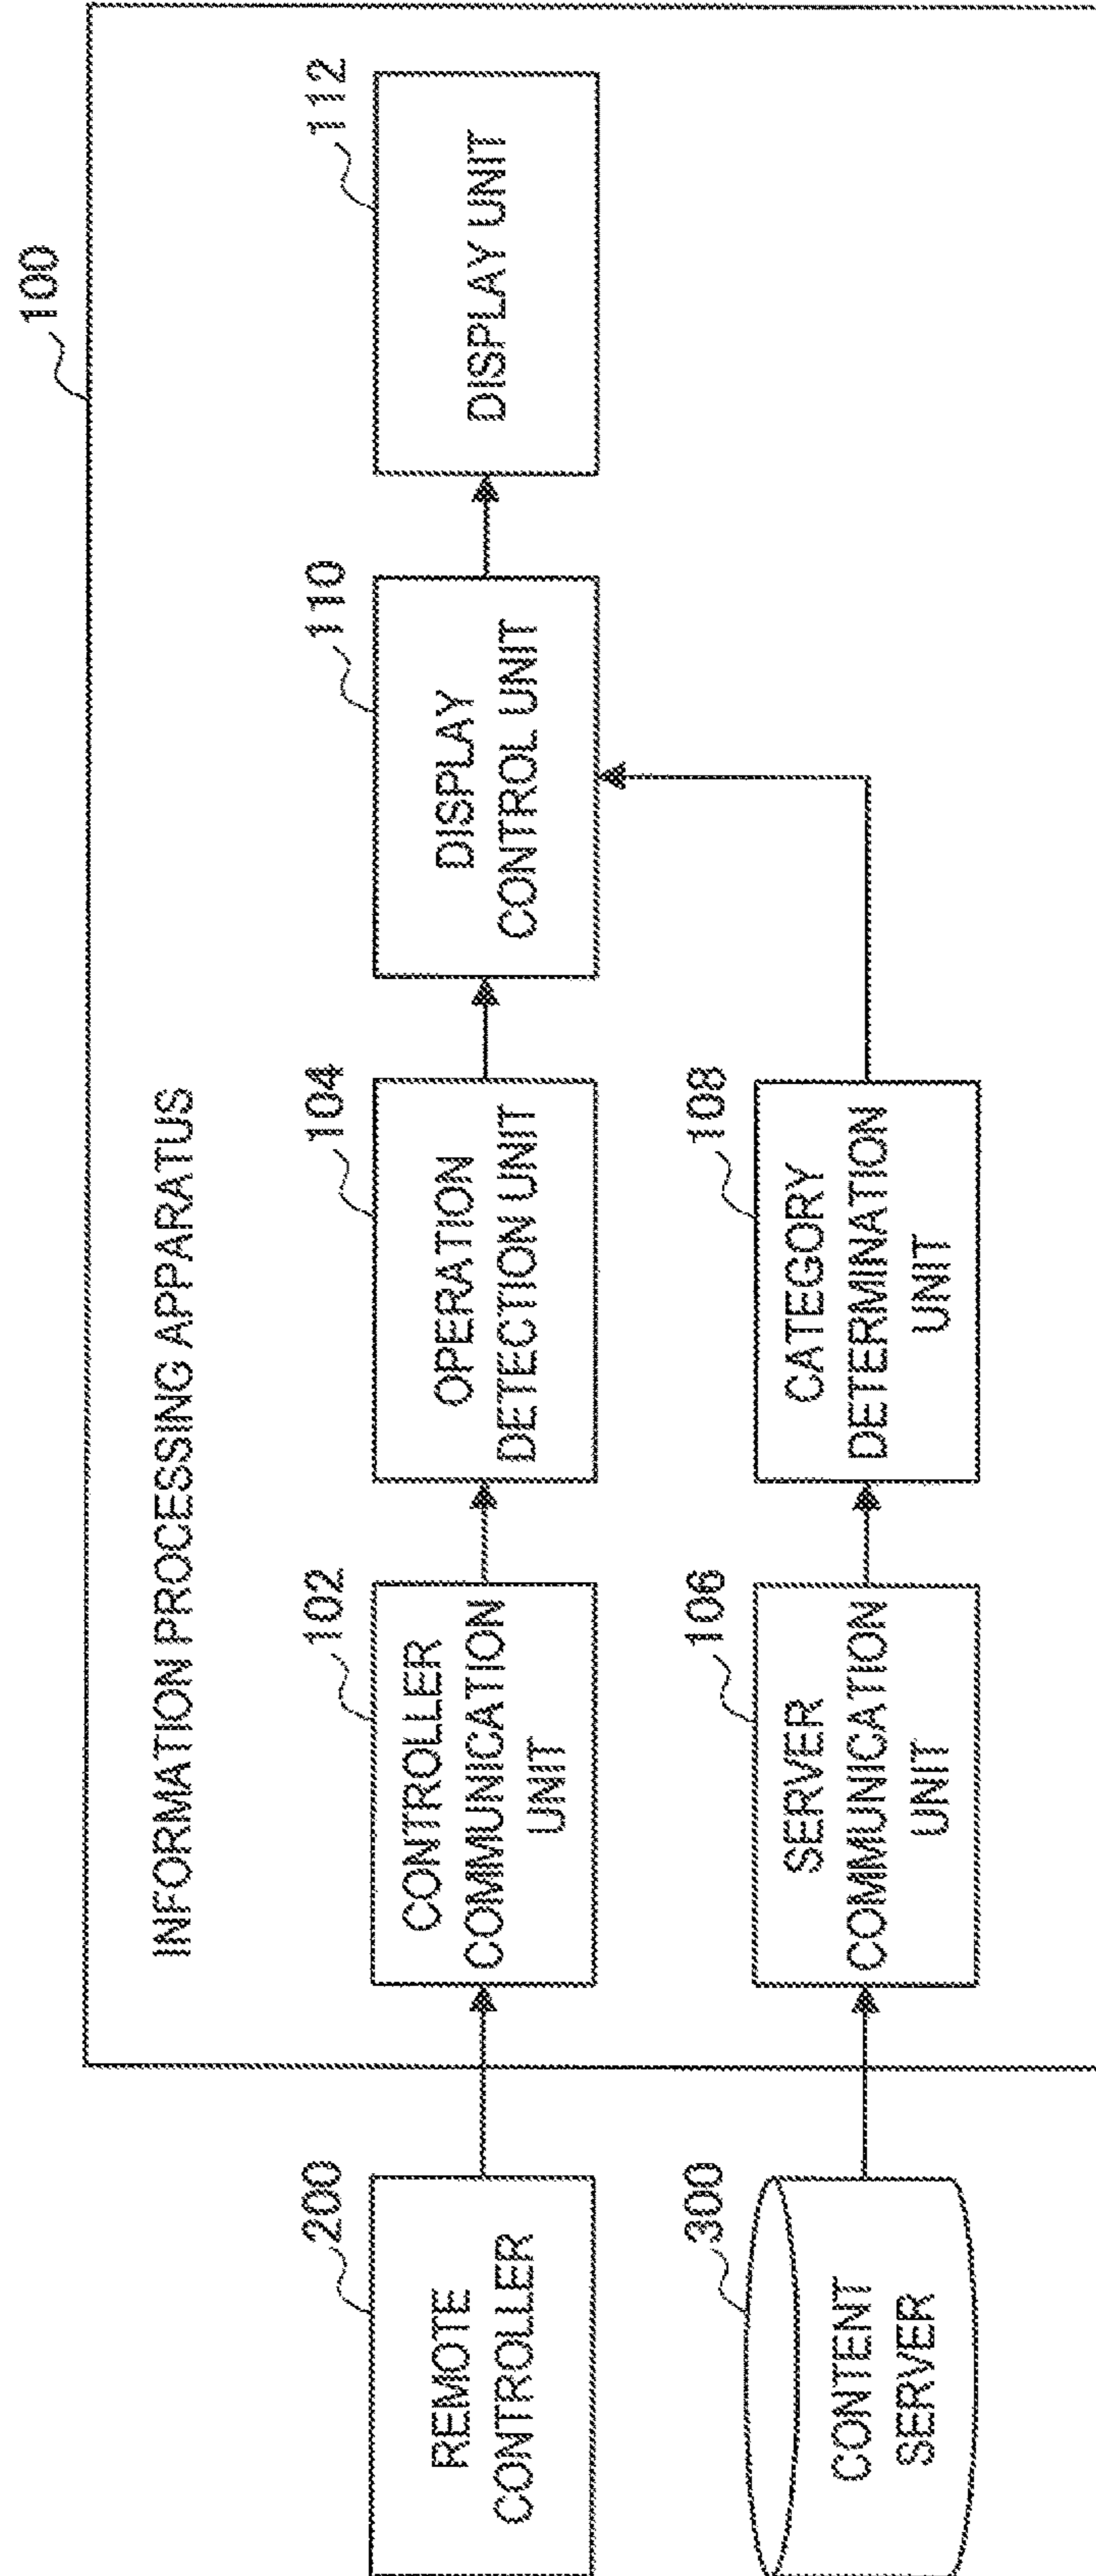 100
INFORMATION PROCESSING APPARATUS
200
REMOTE
CONTROLLER
102
CONTROLLER
COMMUNICATION
UNIT
104
OPERATION
DETECTION UNIT
110
DISPLAY
CONTROL UNIT
112
DISPLAY UNIT
300
CONTENT
SERVER
106
SERVER
COMMUNICATION
UNIT
108
CATEGORY
DETERMINATION
UNIT